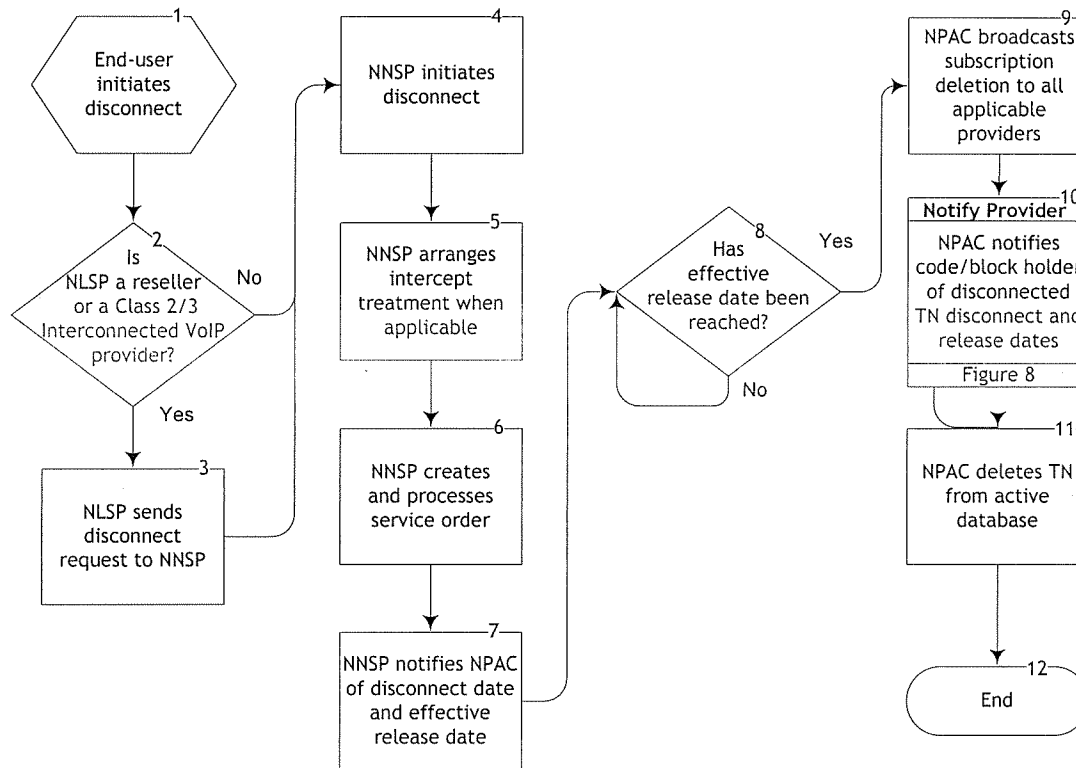 1
End-user
initiates
disconnect
2
Is
NLSP a reseller
or a Class 2/3
Interconnected VoIP
provider?
No
Yes
3
NLSP sends
disconnect
request to NNSP
4
NNSP initiates
disconnect
5
NNSP arranges
intercept
treatment when
applicable
6
NNSP creates
and processes
service order
7
NNSP notifies NPAC
of disconnect date
and effective
release date
8
Has
effective
release date been
reached?
Yes
No
9
NPAC broadcasts
subscription
deletion to all
applicable
providers
10
Notify Provider
NPAC notifies
code/block holder
of disconnected
TN disconnect and
release dates
Figure 8
11
NPAC deletes TN
from active
database
12
End